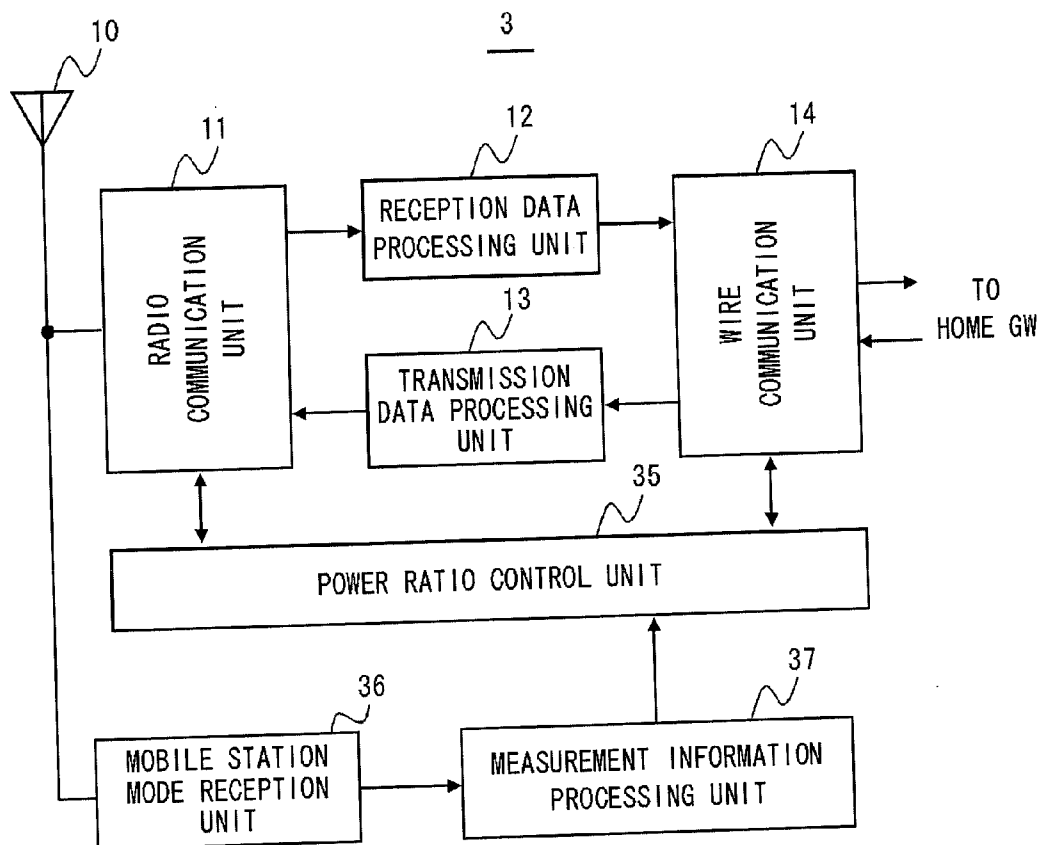 3
10
11
12
14
RADIO
COMMUNICATION
UNIT
RECEPTION DATA
PROCESSING UNIT
WIRE
COMMUNICATION
UNIT
TO
HOME GW
13
TRANSMISSION
DATA PROCESSING
UNIT
35
POWER RATIO CONTROL UNIT
36
MOBILE STATION
MODE RECEPTION
UNIT
37
MEASUREMENT INFORMATION
PROCESSING UNIT